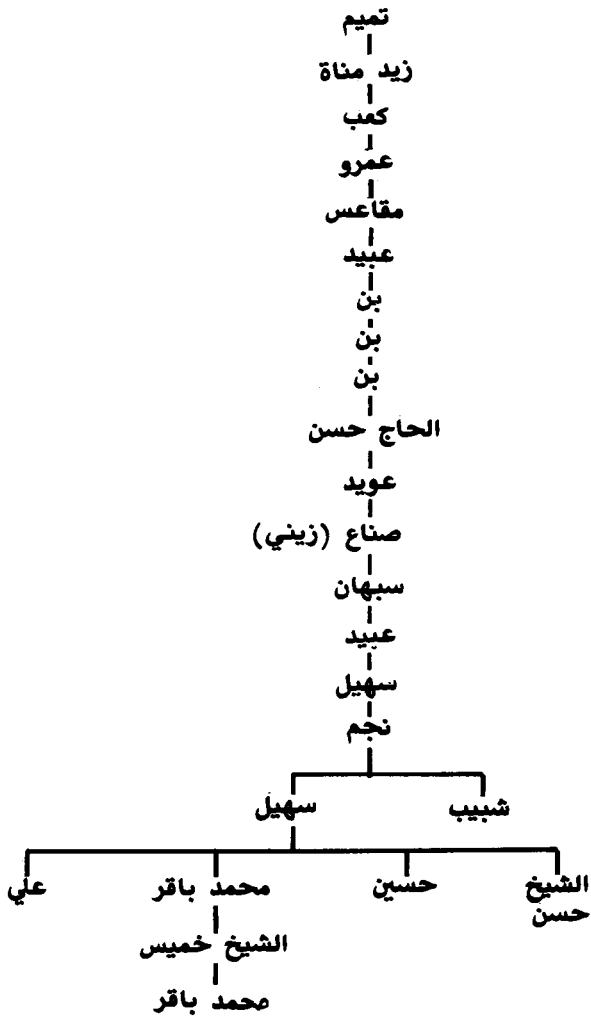 تميم
زيد مناة
كعب
عمرو
مقاعس
عبيد
بن
بن
بن
الحاج حسن
عويد
صناع (زيني)
سبهان
عبيد
سهيل
نجم
شبيب
سهيل
الشيخ
حسن
حسين
محمد باقر
علي
الشيخ خميس
محمد باقر